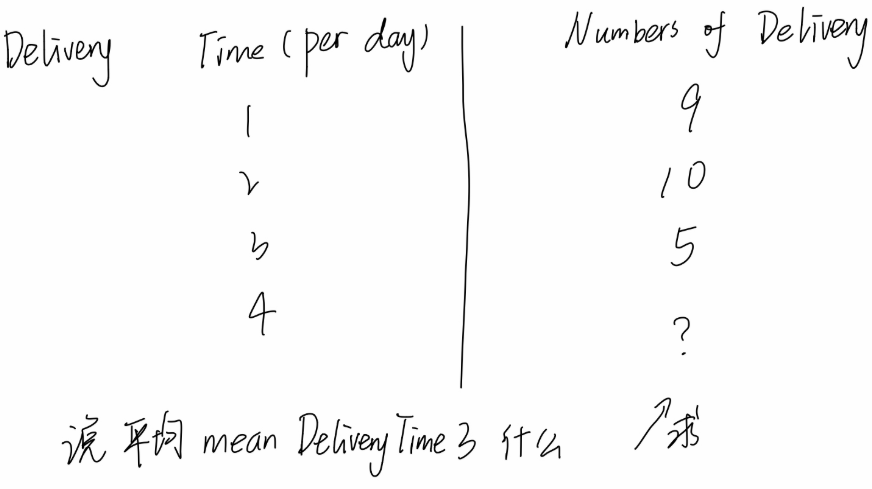 Delivery Time (per day) Numbers of Delivery
1 9
2 10
3 5
4 ?
说 平均 mean Delivery Time 3 什么 ↗求